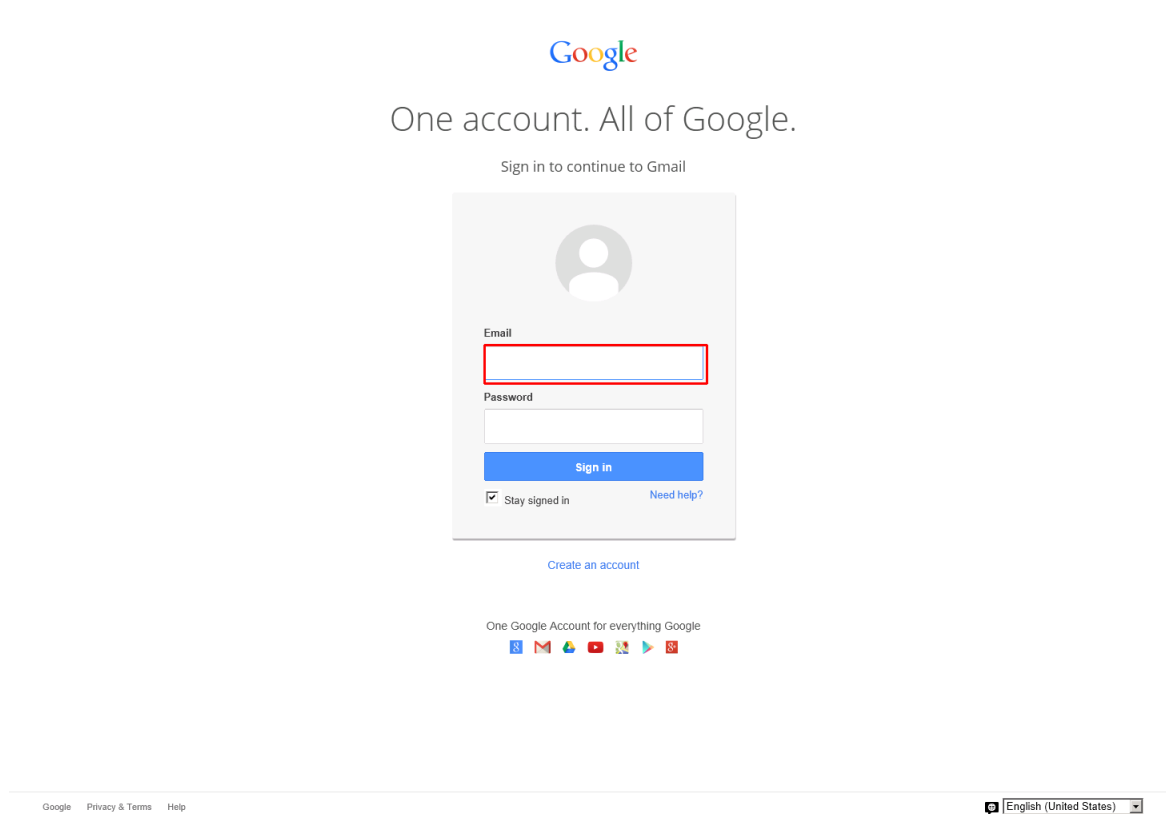 Google
One account. All of Google.
Sign in to continue to Gmail
Email
Password
Sign in
Stay signed in
Need help?
Create an account
One Google Account for everything Google
Google Privacy & Terms Help
English (United States)